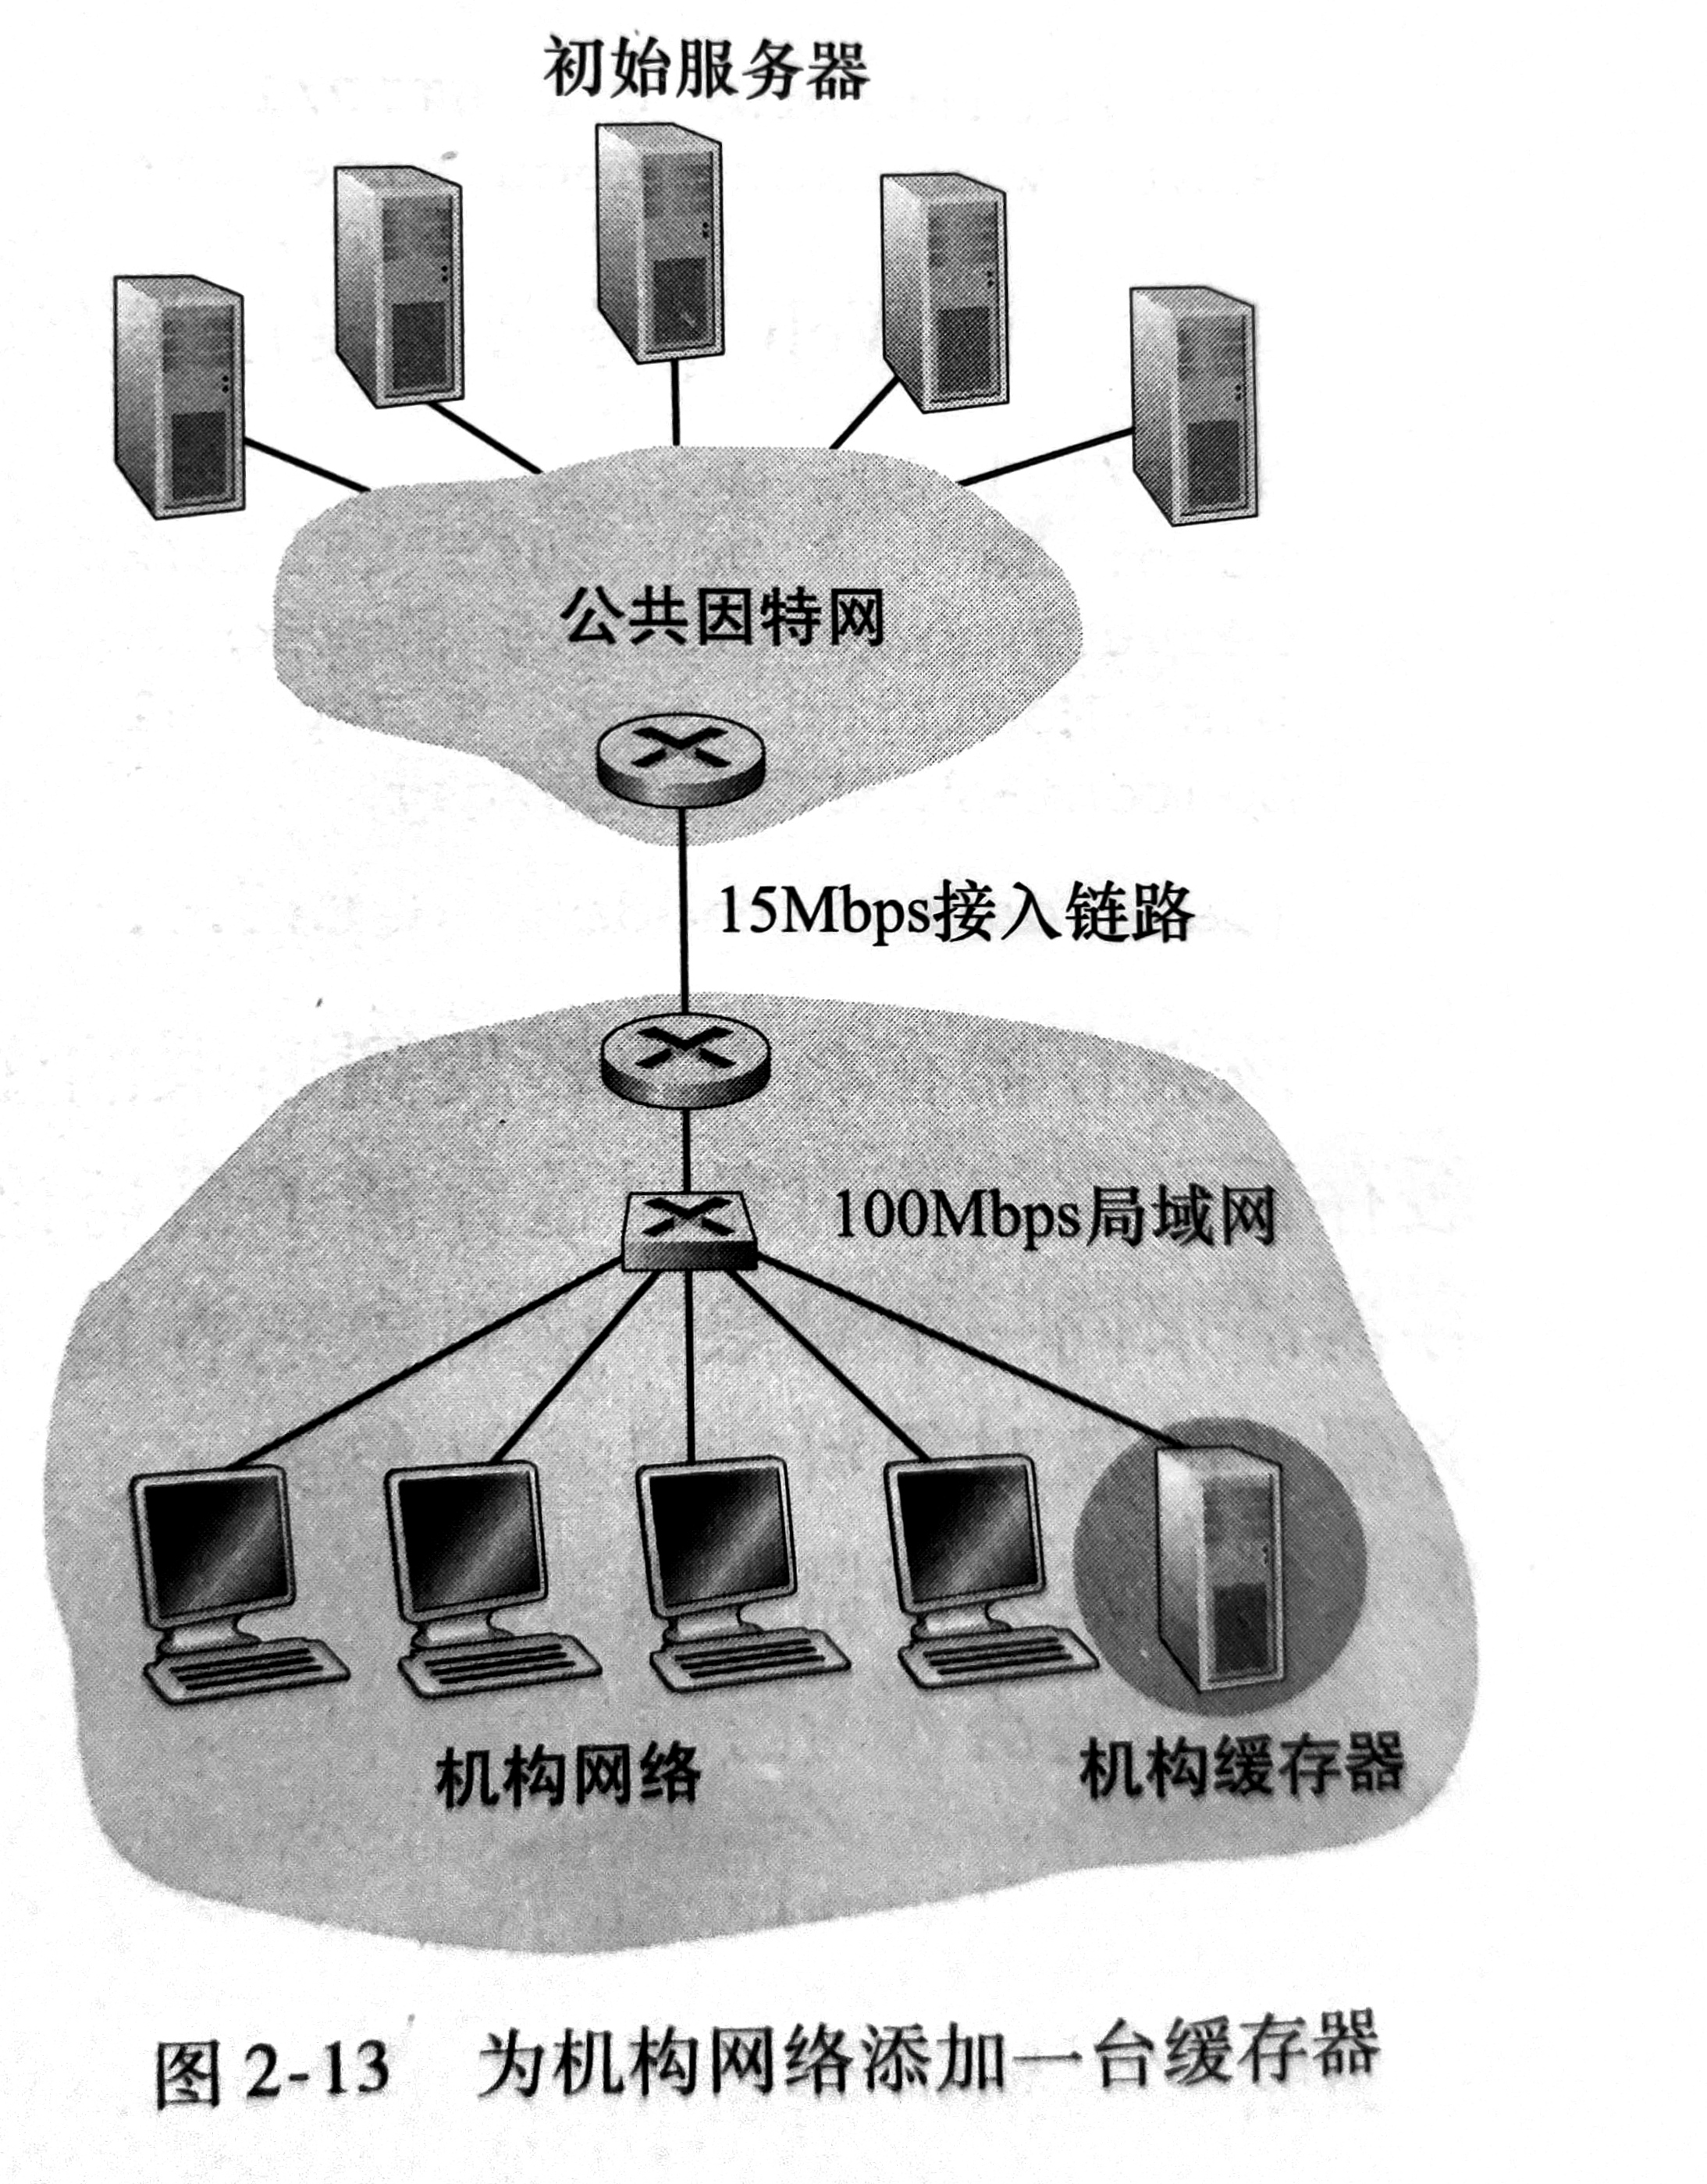 初始服务器
公共因特网
15Mbps接入链路
100Mbps局域网
机构网络
机构缓存器
图 2-13 为机构网络添加一台缓存器